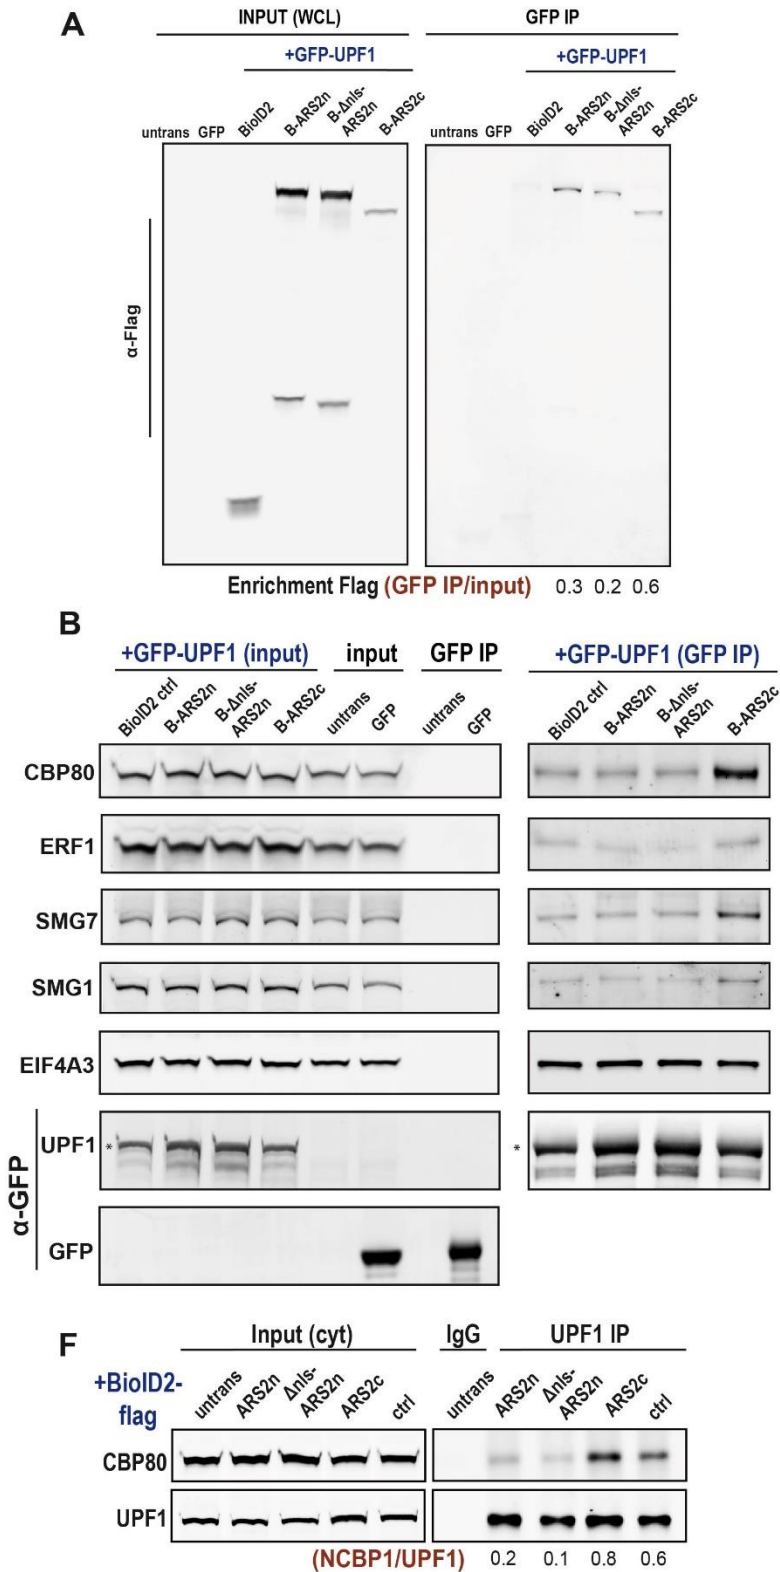 A
INPUT (WCL) GFP IP
+GFP-UPF1 +GFP-UPF1
untrans GFP BioID2 B-ARS2n B-Δnls-ARS2n B-ARS2c untrans GFP BioID2 B-ARS2n B-Δnls-ARS2n B-ARS2c
α-Flag
Enrichment Flag (GFP IP/input) 0.3 0.2 0.6
B
+GFP-UPF1 (input) input GFP IP +GFP-UPF1 (GFP IP)
BioID2 ctrl B-ARS2n B-Δnls-ARS2n B-ARS2c untrans GFP untrans GFP BioID2 ctrl B-ARS2n B-Δnls-ARS2n B-ARS2c
CBP80
ERF1
SMG7
SMG1
EIF4A3
UPF1 * *
α-GFP
GFP
F
Input (cyt) IgG UPF1 IP
+BioID2-flag
untrans ARS2n Δnls-ARS2n ARS2c ctrl untrans ARS2n Δnls-ARS2n ARS2c ctrl
CBP80
UPF1
(NCBP1/UPF1) 0.2 0.1 0.8 0.6